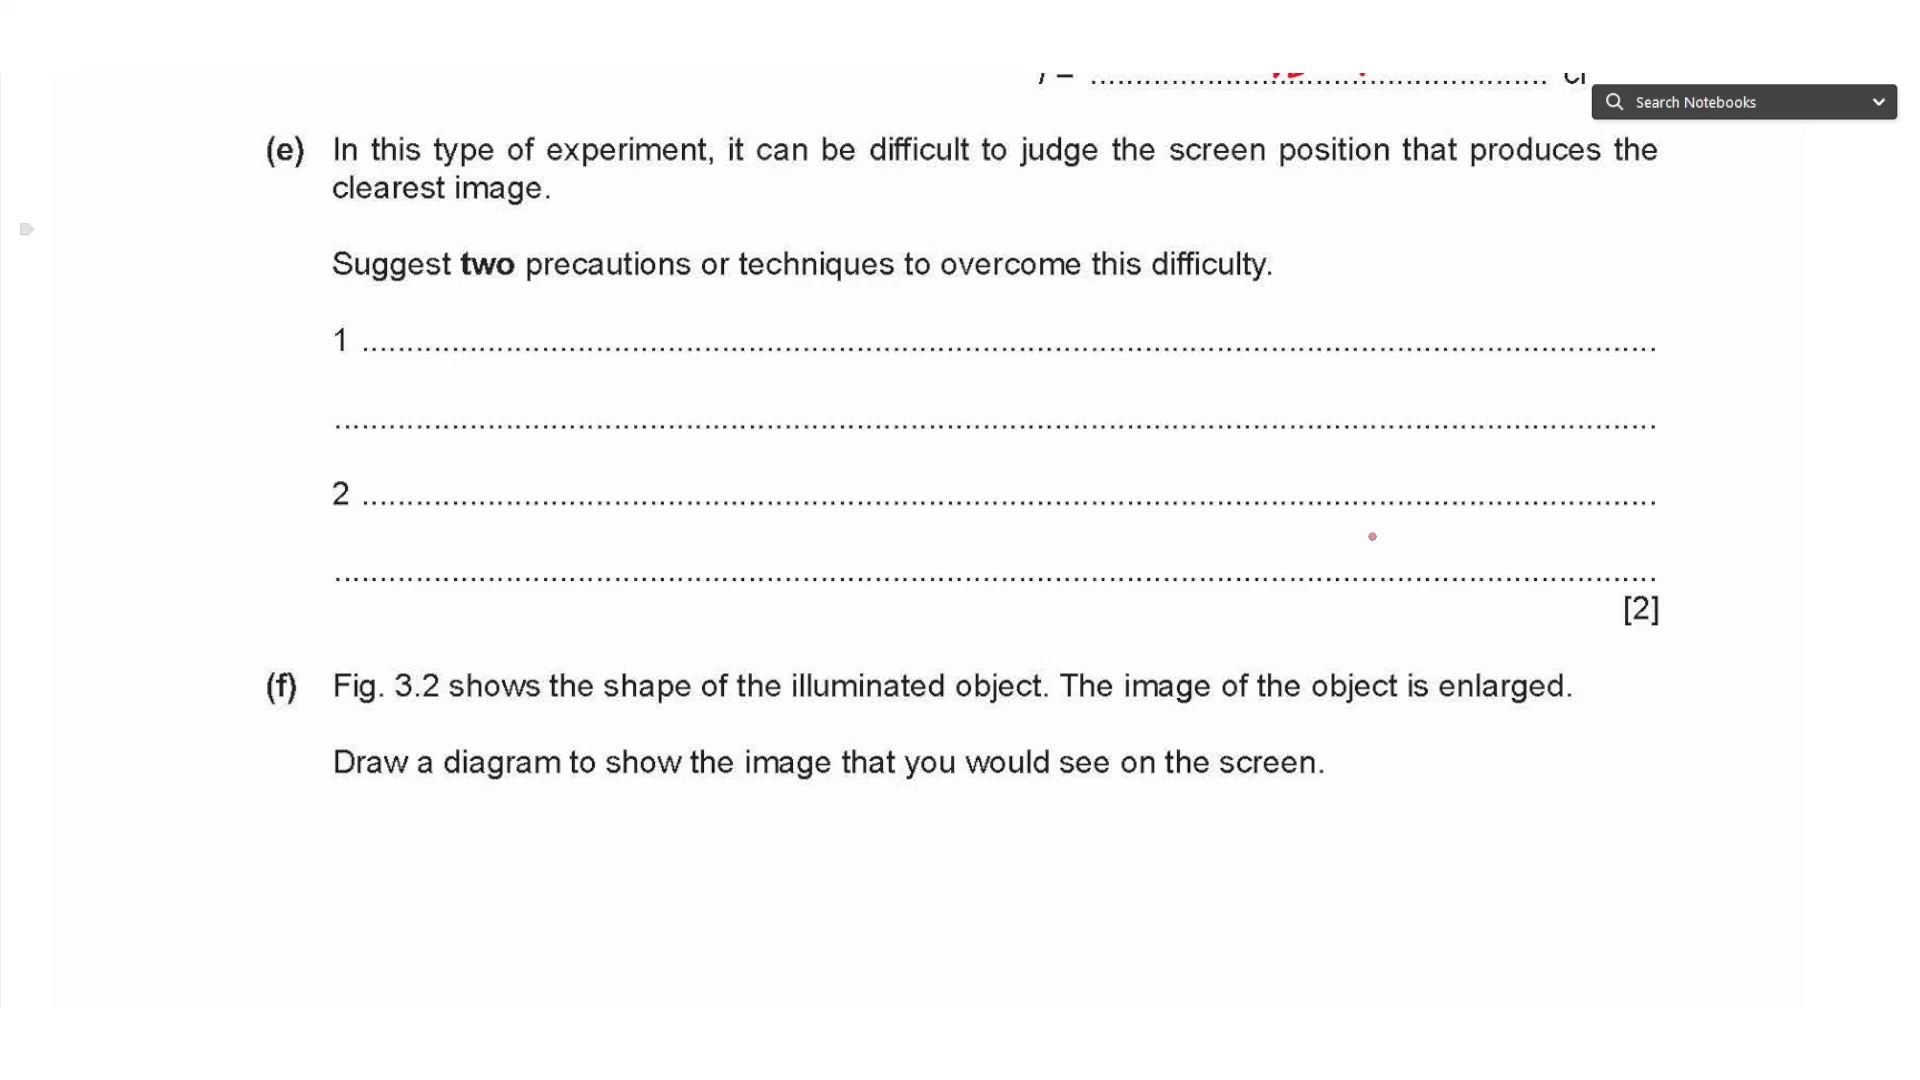 Search Notebooks
(e) In this type of experiment, it can be difficult to judge the screen position that produces the
clearest image.
Suggest two precautions or techniques to overcome this difficulty.
1 ........................................................................
........................................................................
2 ........................................................................
........................................................................
[2]
(f) Fig. 3.2 shows the shape of the illuminated object. The image of the object is enlarged.
Draw a diagram to show the image that you would see on the screen.